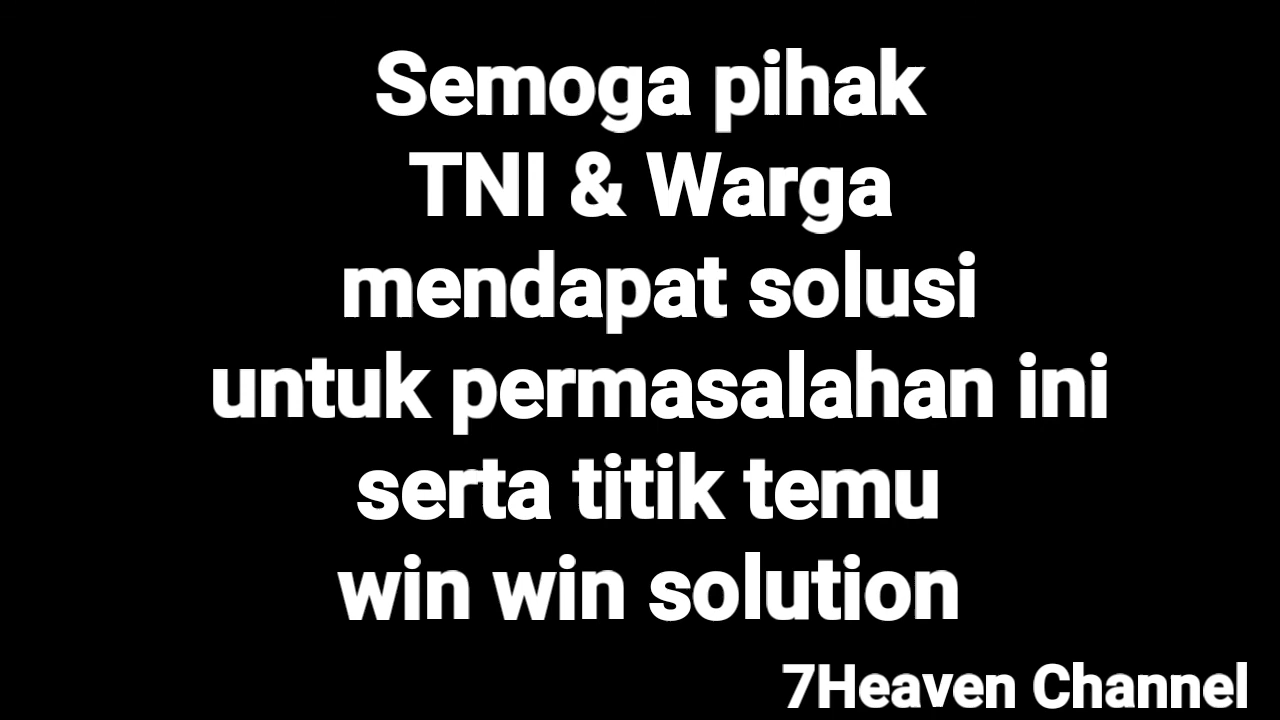 Semoga pihak
TNI & Warga
mendapat solusi
untuk permasalahan ini
serta titik temu
win win solution
7Heaven Channel